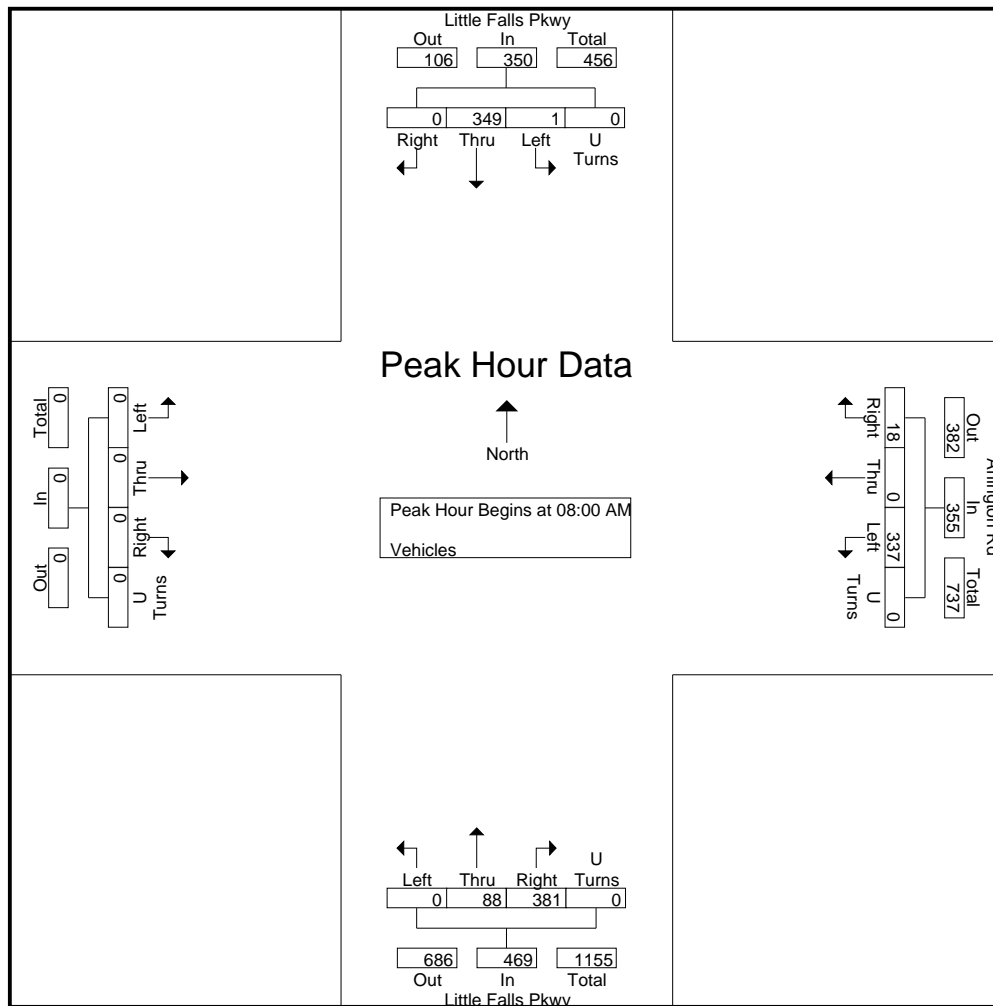 Little Falls Pkwy
Out In Total
106 350 456
0 349 1 0
Right Thru Left U
Turns
Peak Hour Data
North
Peak Hour Begins at 08:00 AM
Vehicles
Total In Out
0 0 0
0 0 0 0
Left Thru Right U
Turns
Right Thru Left U
Turns
18 0 337 0
382 355 737
Out In Total
Arlington Rd
U
Left Thru Right Turns
0 88 381 0
686 469 1155
Out In Total
Little Falls Pkwy